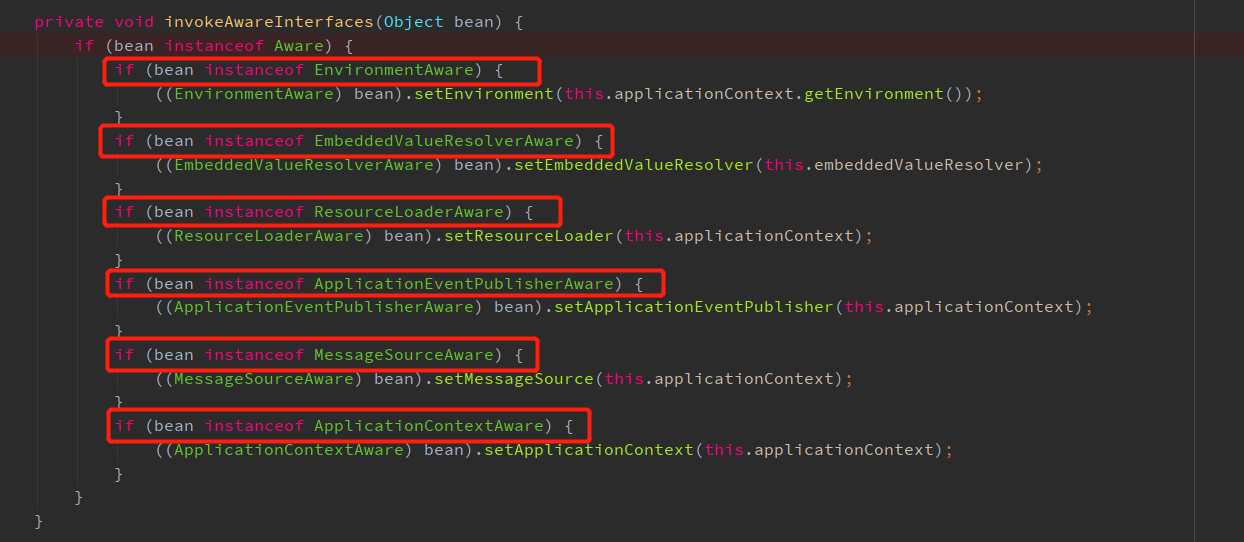 private void invokeAwareInterfaces(Object bean) {
if (bean instanceof Aware) {
if (bean instanceof EnvironmentAware) {
((EnvironmentAware) bean).setEnvironment(this.applicationContext.getEnvironment());
}
if (bean instanceof EmbeddedValueResolverAware) {
((EmbeddedValueResolverAware) bean).setEmbeddedValueResolver(this.embeddedValueResolver);
}
if (bean instanceof ResourceLoaderAware) {
((ResourceLoaderAware) bean).setResourceLoader(this.applicationContext);
}
if (bean instanceof ApplicationEventPublisherAware) {
((ApplicationEventPublisherAware) bean).setApplicationEventPublisher(this.applicationContext);
}
if (bean instanceof MessageSourceAware) {
((MessageSourceAware) bean).setMessageSource(this.applicationContext);
}
if (bean instanceof ApplicationContextAware) {
((ApplicationContextAware) bean).setApplicationContext(this.applicationContext);
}
}
}